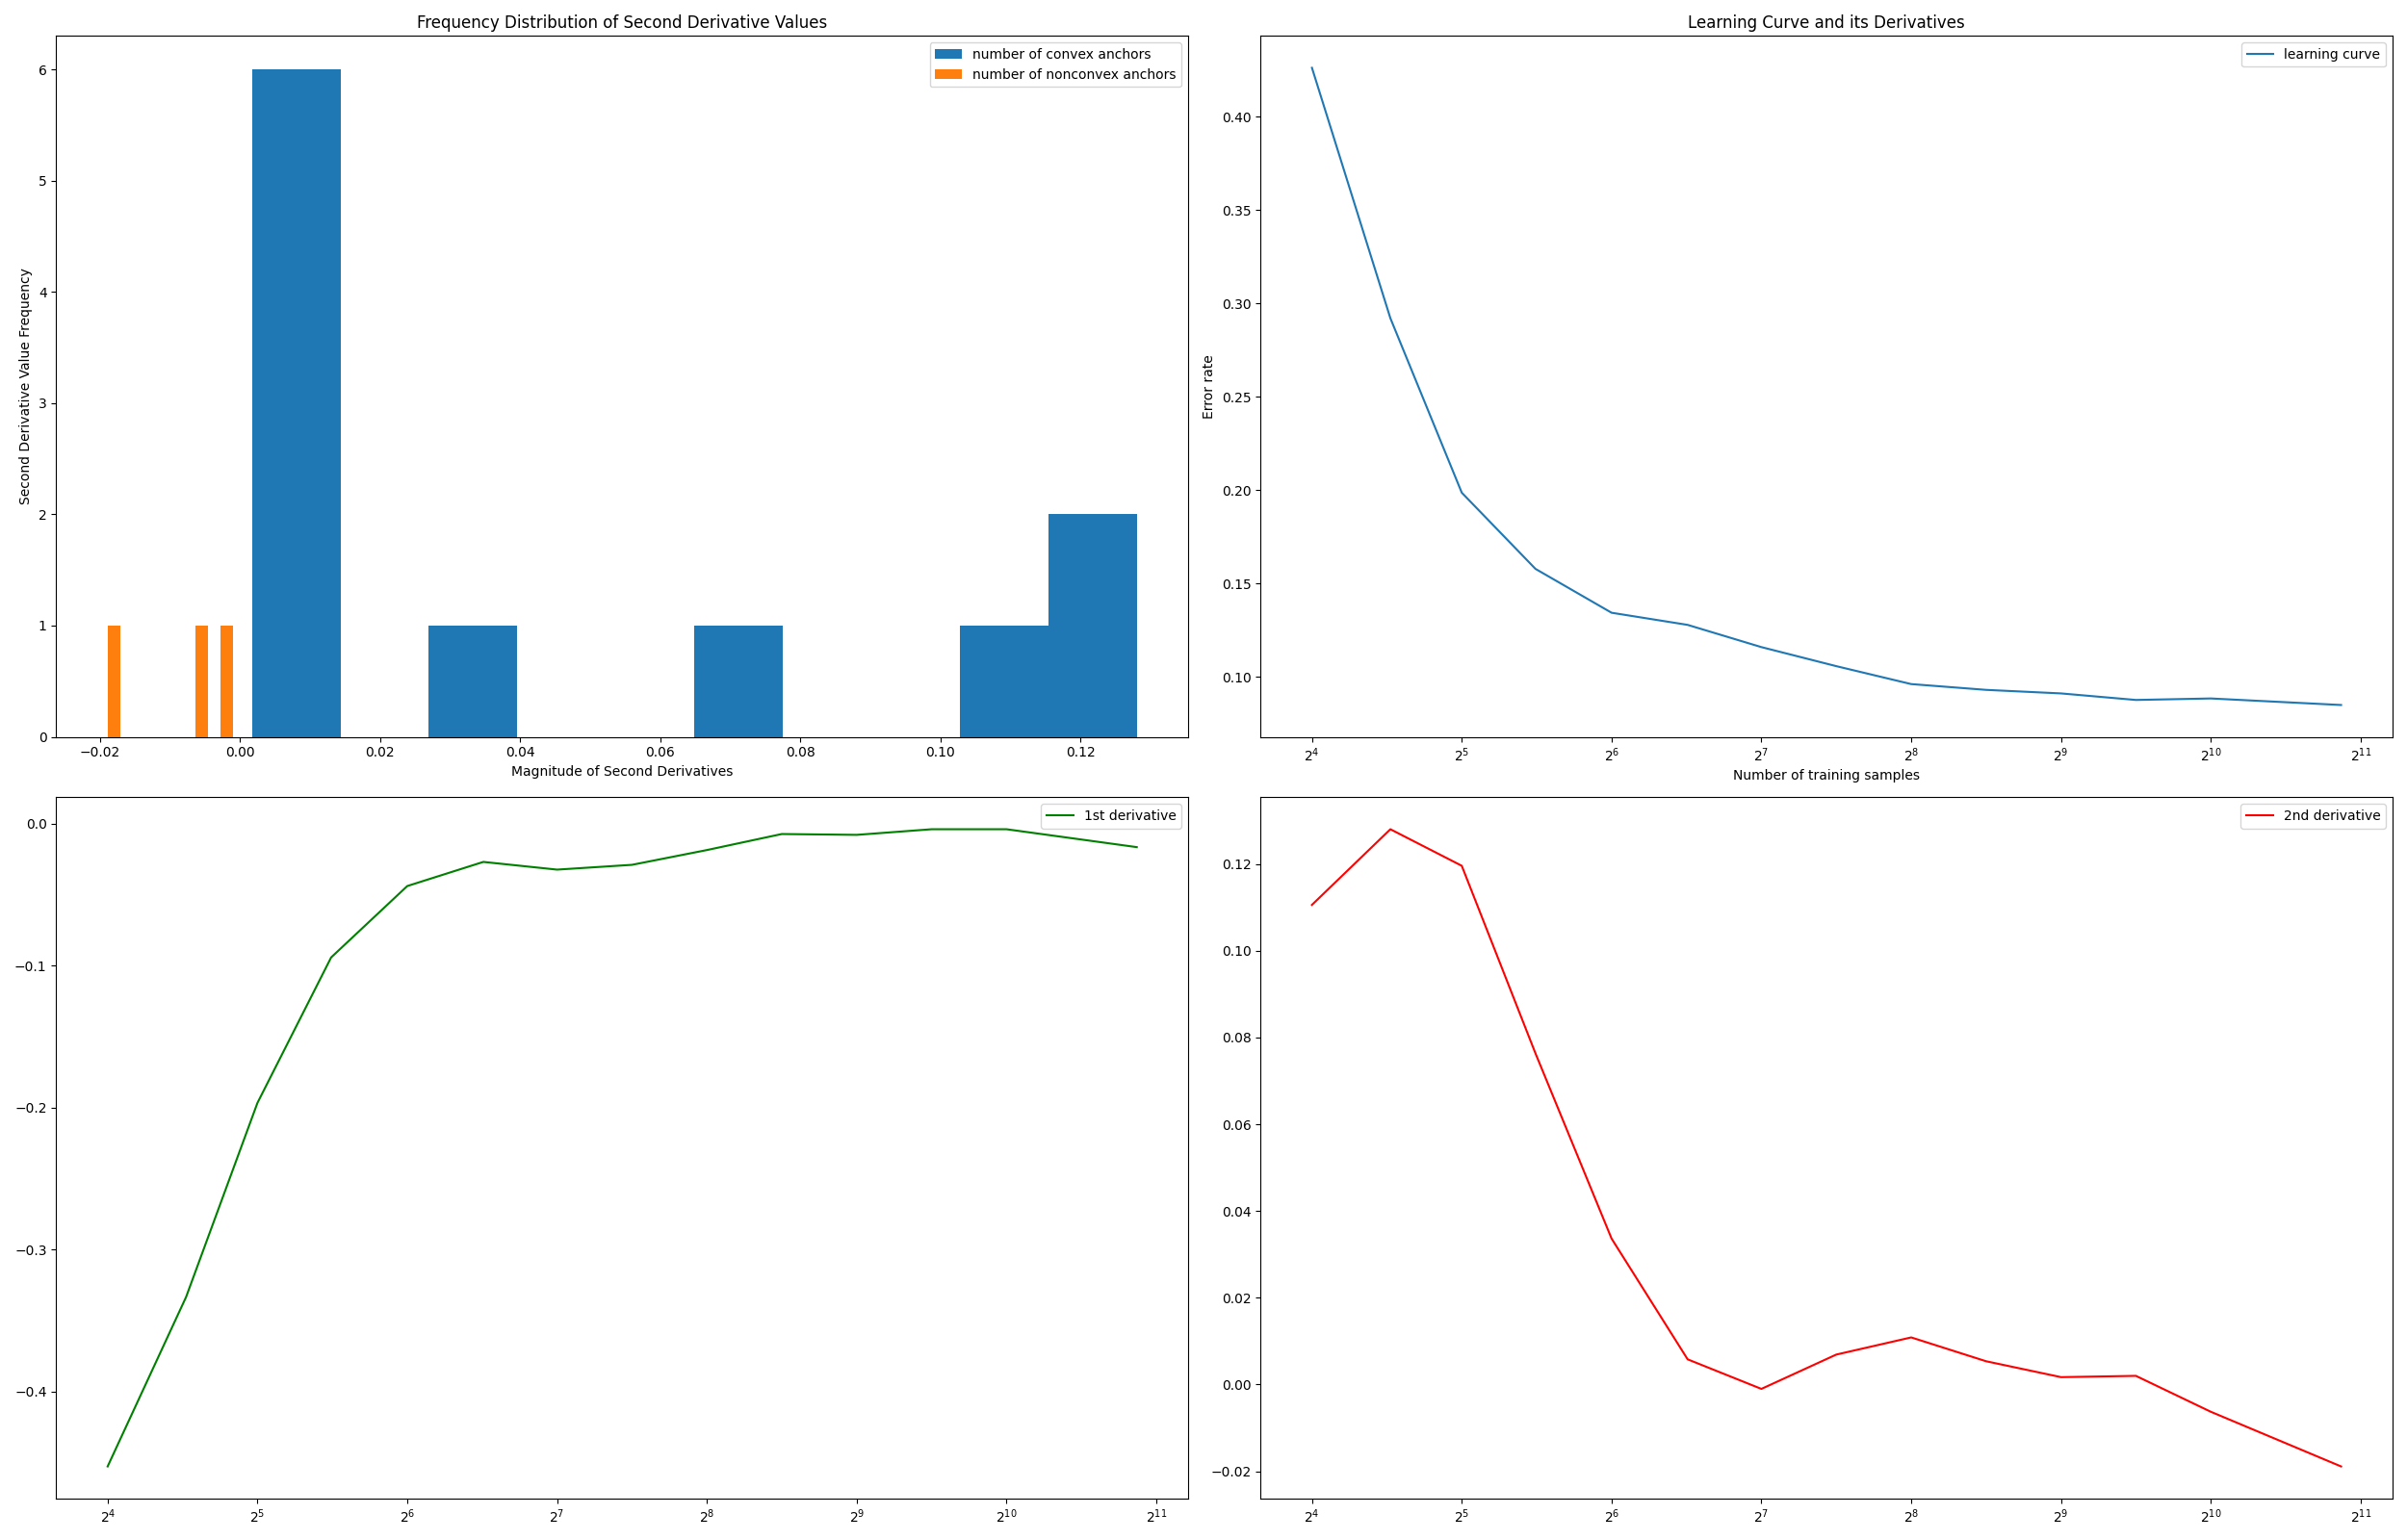 Frequency Distribution of Second Derivative Values
number of convex anchors
number of nonconvex anchors
Second Derivative Value Frequency
6
5
4
3
2
1
0
−0.02 0.00 0.02 0.04 0.06 0.08 0.10 0.12
Magnitude of Second Derivatives
Learning Curve and its Derivatives
learning curve
Error rate
0.40
0.35
0.30
0.25
0.20
0.15
0.10
2⁴ 2⁵ 2⁶ 2⁷ 2⁸ 2⁹ 2¹⁰ 2¹¹
Number of training samples
1st derivative
0.0
−0.1
−0.2
−0.3
−0.4
2⁴ 2⁵ 2⁶ 2⁷ 2⁸ 2⁹ 2¹⁰ 2¹¹
2nd derivative
0.12
0.10
0.08
0.06
0.04
0.02
0.00
−0.02
2⁴ 2⁵ 2⁶ 2⁷ 2⁸ 2⁹ 2¹⁰ 2¹¹